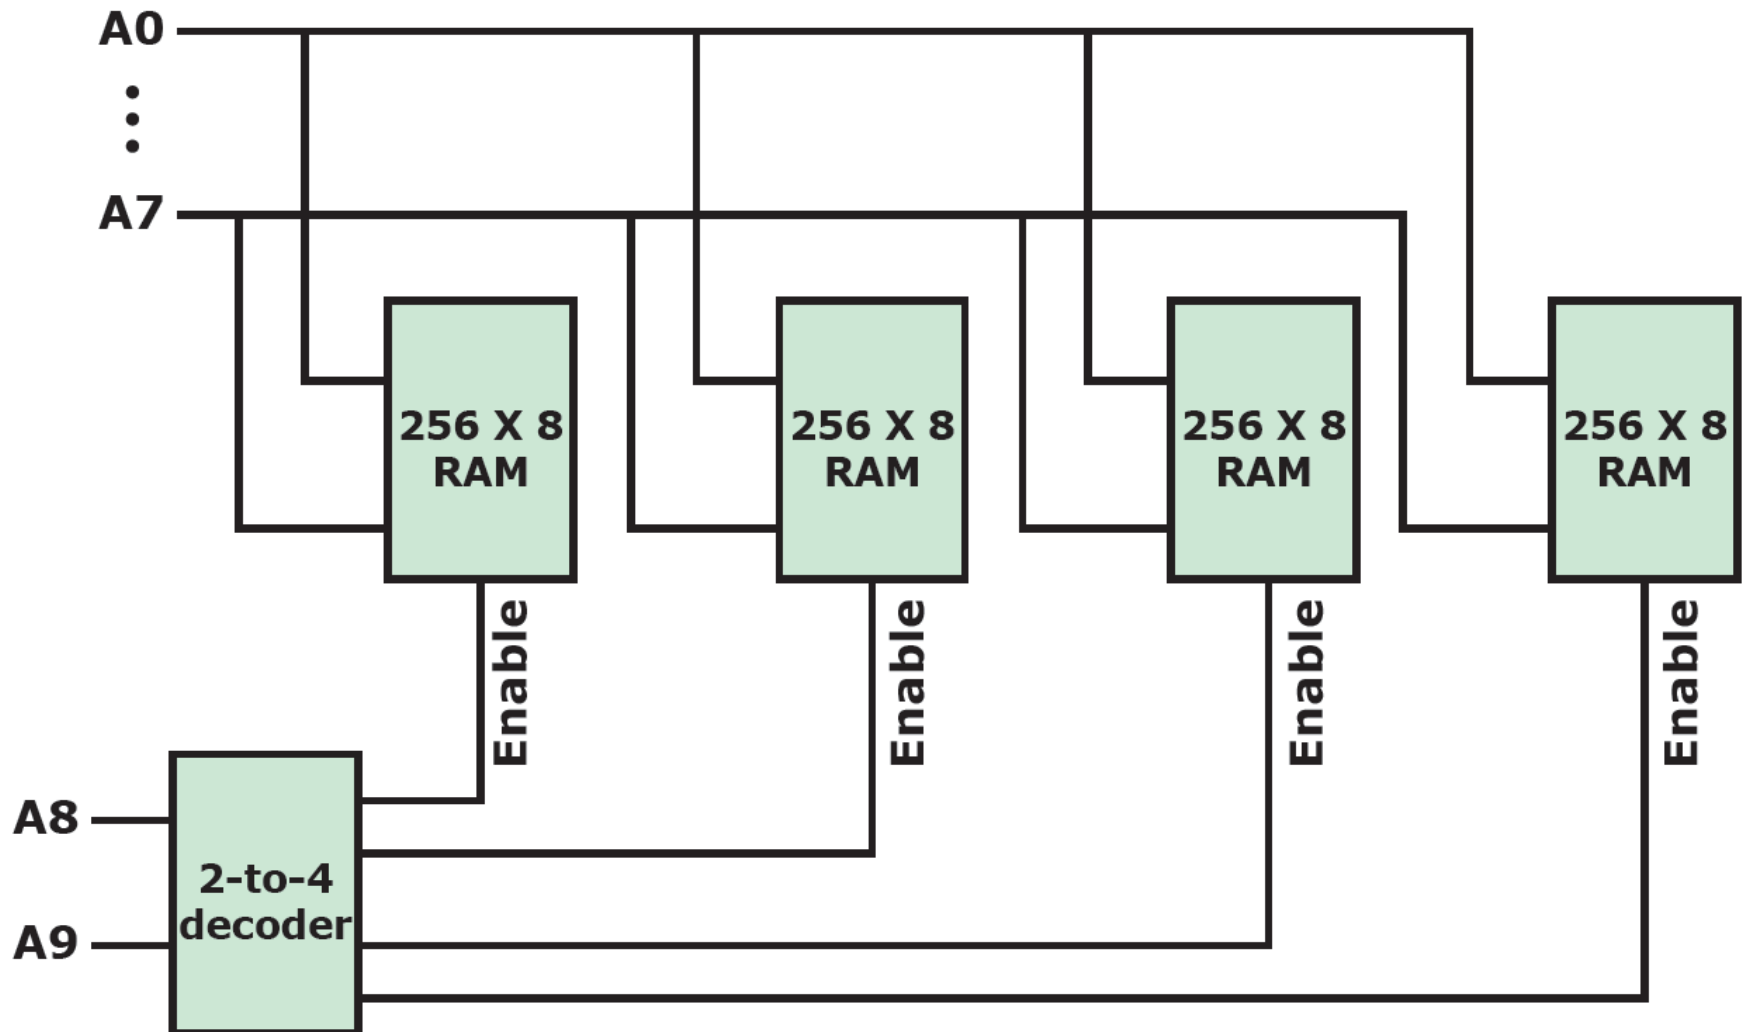 A0
A7
256 X 8
RAM
256 X 8
RAM
256 X 8
RAM
256 X 8
RAM
Enable
Enable
Enable
Enable
A8
A9
2-to-4
decoder